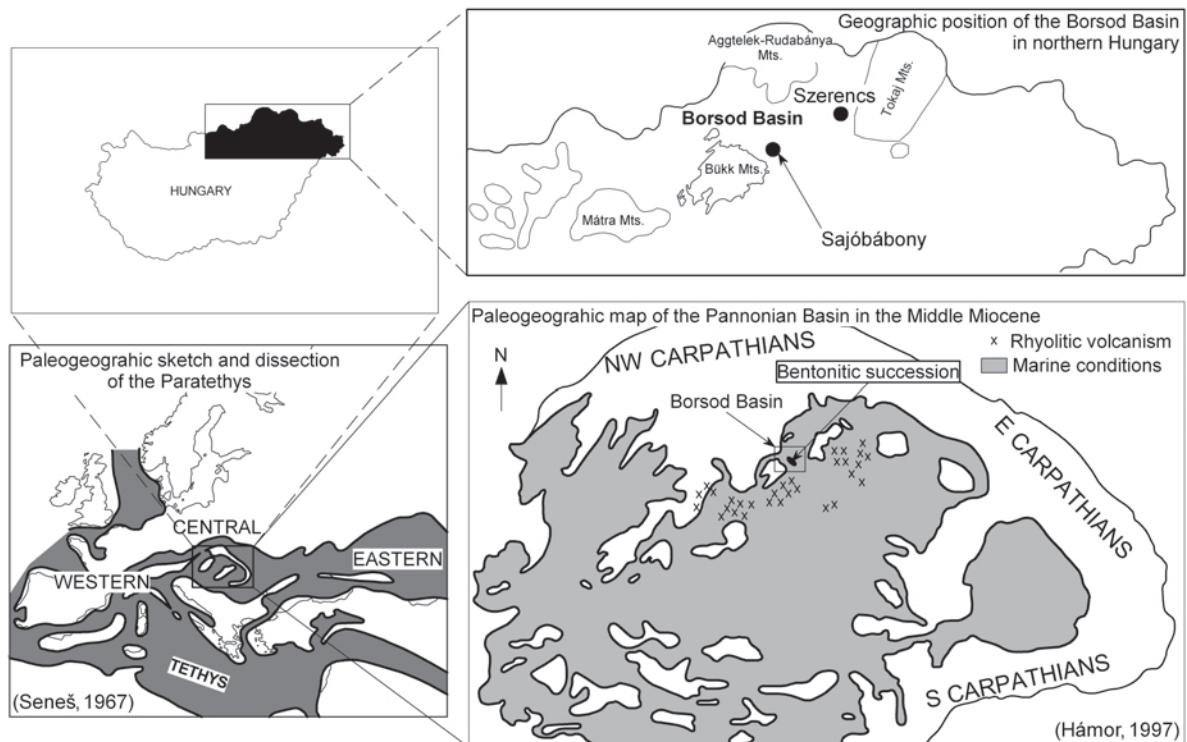 Geographic position of the Borsod Basin
in northern Hungary
Aggtelek-Rudabánya
Mts.
Tokaj Mts.
Szerencs
Borsod Basin
Bükk Mts.
Mátra Mts.
Sajóbábony
HUNGARY
Paleogeograhic sketch and dissection
of the Paratethys
CENTRAL
EASTERN
WESTERN
TETHYS
(Seneš, 1967)
Paleogeograhic map of the Pannonian Basin in the Middle Miocene
N
x Rhyolitic volcanism
Marine conditions
NW CARPATHIANS
Bentonitic succession
Borsod Basin
E CARPATHIANS
S CARPATHIANS
(Hámor, 1997)